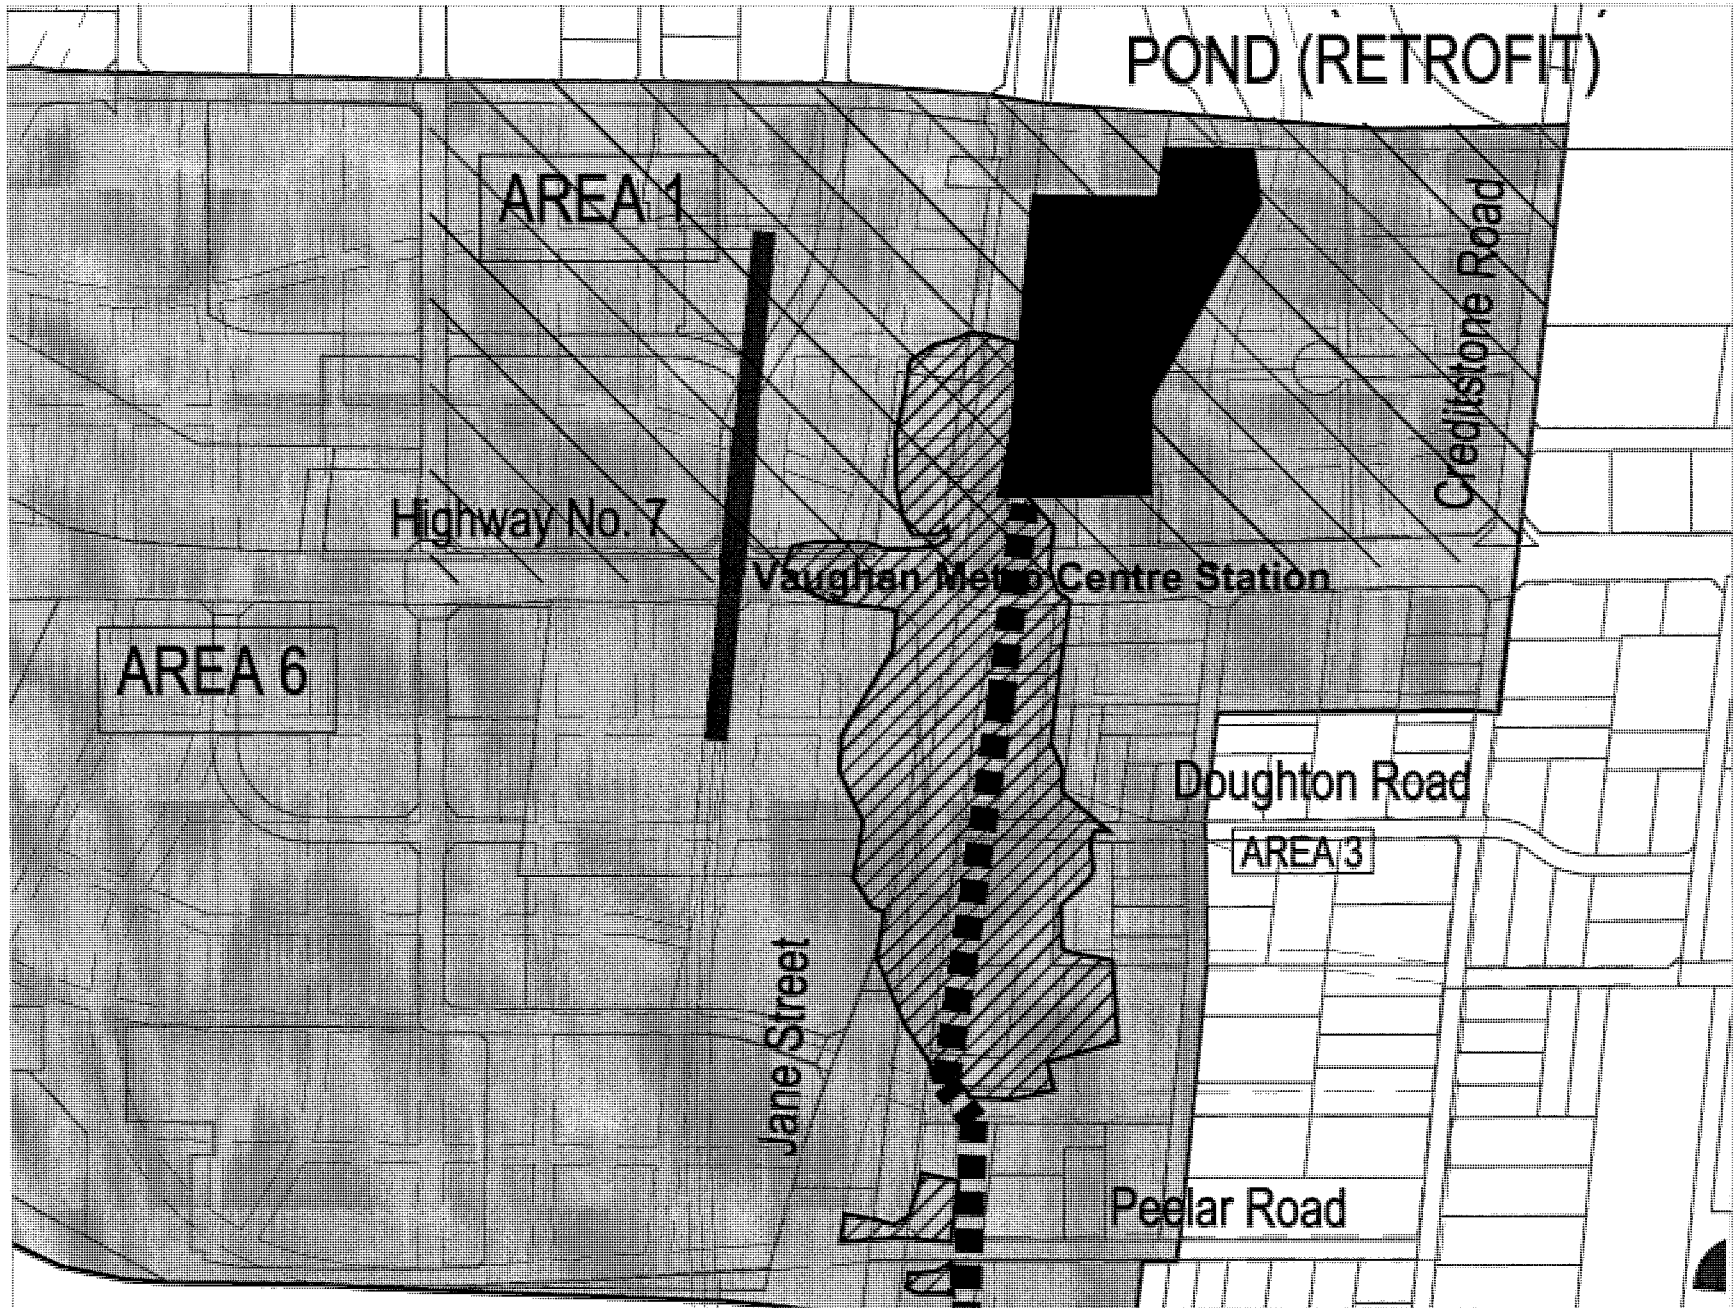 POND (RETROFIT)
AREA 1
Creditstone Road
Highway No. 7
Vaughan Metro Centre Station
AREA 6
Doughton Road
AREA 3
Jane Street
Peelar Road